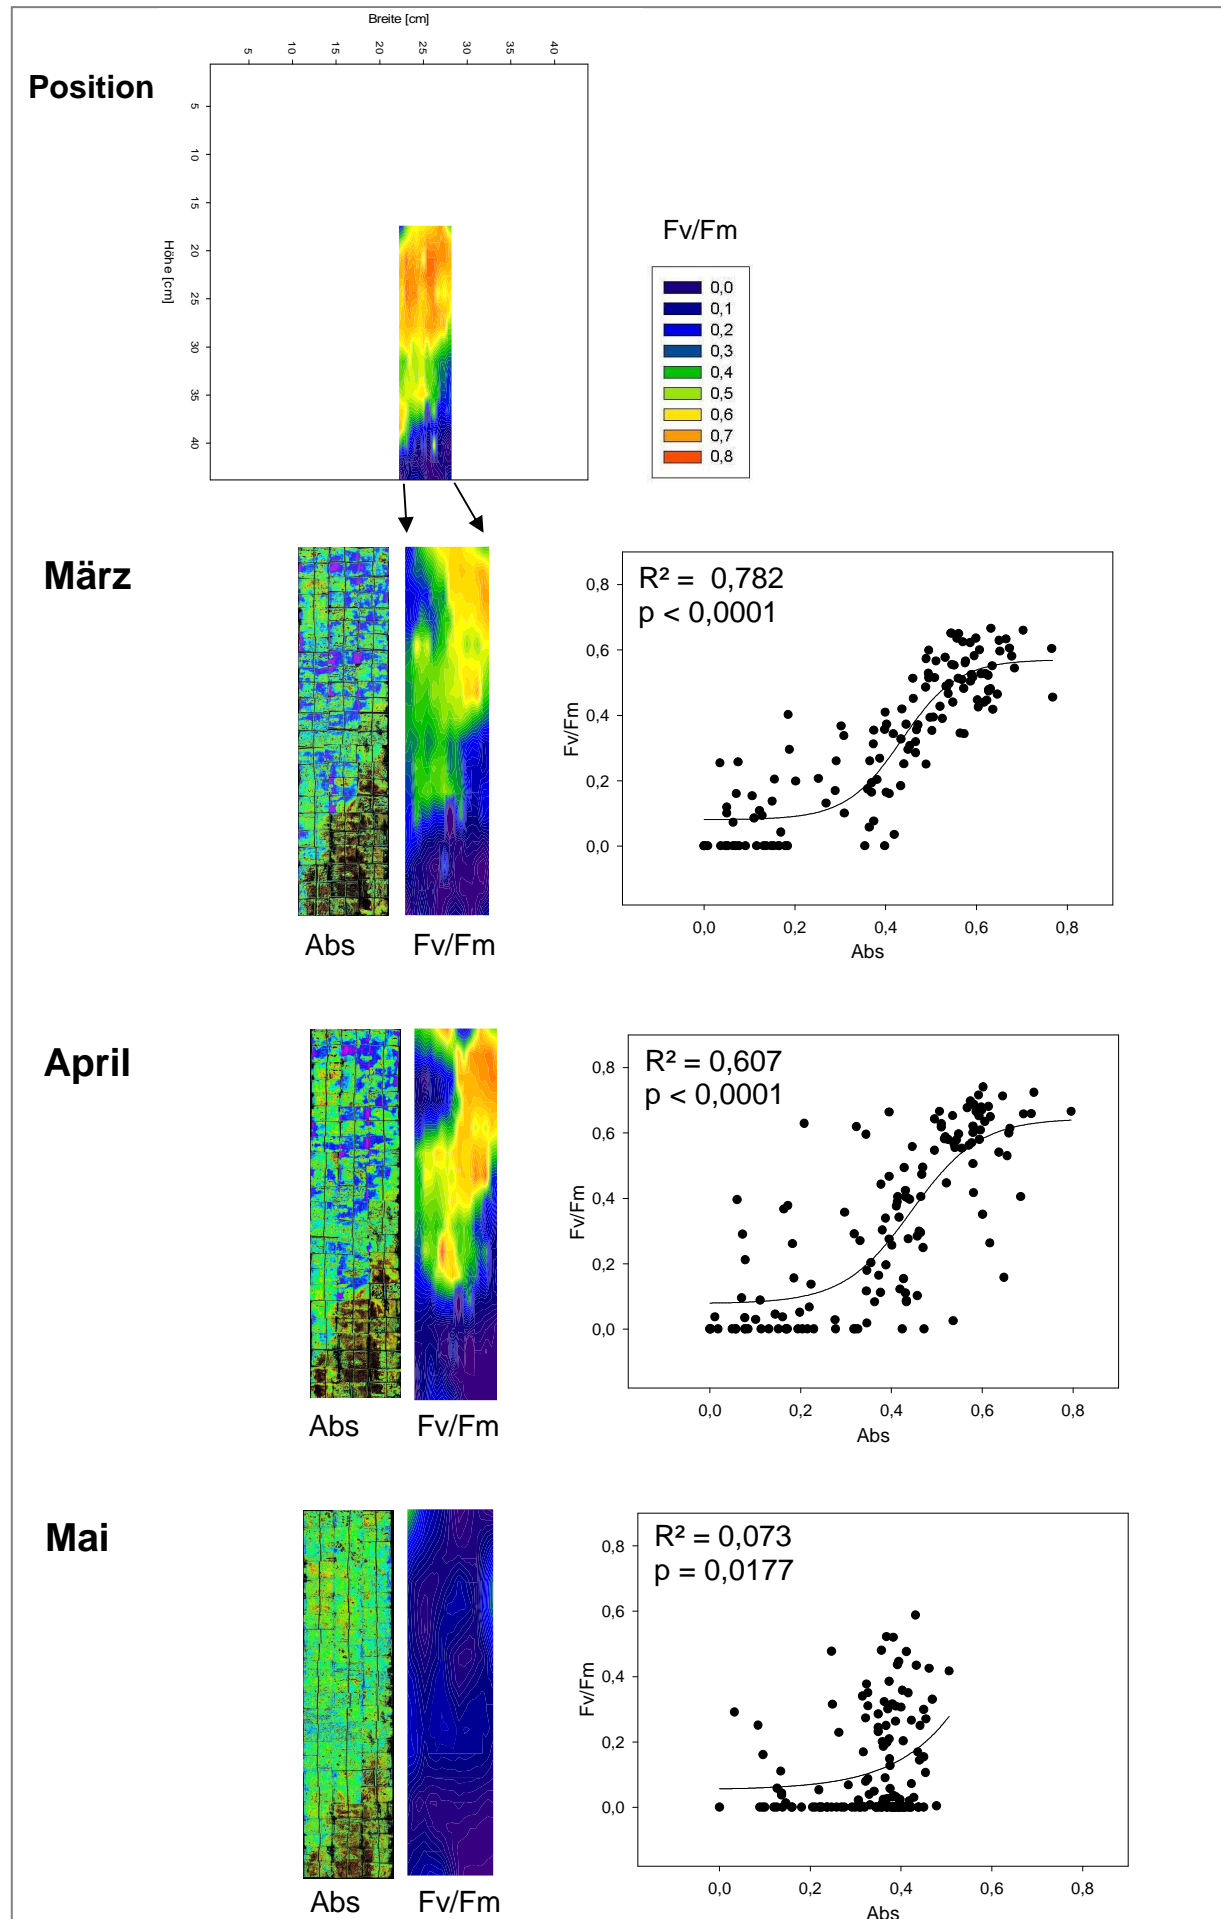 Breite [cm]
5 10 15 20 25 30 35 40
Position
5
10
15
20
25
30
35
40
Höhe [cm]
Fv/Fm
0,0
0,1
0,2
0,3
0,4
0,5
0,6
0,7
0,8
März
R² = 0,782
p < 0,0001
0,8
0,6
0,4
0,2
0,0
Fv/Fm
0,0 0,2 0,4 0,6 0,8
Abs
Abs Fv/Fm
April
R² = 0,607
p < 0,0001
0,8
0,6
0,4
0,2
0,0
Fv/Fm
0,0 0,2 0,4 0,6 0,8
Abs
Abs Fv/Fm
Mai
R² = 0,073
p = 0,0177
0,8
0,6
0,4
0,2
0,0
Fv/Fm
0,0 0,2 0,4 0,6 0,8
Abs
Abs Fv/Fm